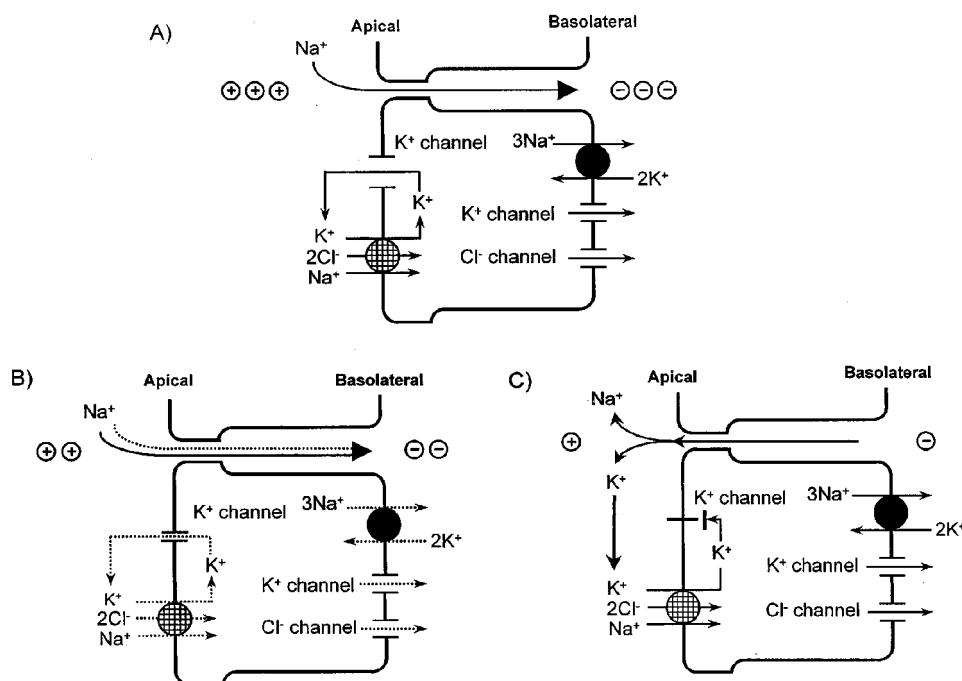 A)
Apical
Basolateral
Na⁺
⊕⊕⊕
⊖⊖⊖
K⁺ channel
3Na⁺
2K⁺
K⁺
K⁺
K⁺ channel
2Cl⁻
Cl⁻ channel
Na⁺
B)
Apical
Basolateral
Na⁺
⊕⊕
⊖⊖
K⁺ channel
3Na⁺
2K⁺
K⁺
K⁺
K⁺ channel
2Cl⁻
Cl⁻ channel
Na⁺
C)
Apical
Basolateral
Na⁺
⊕
⊖
K⁺
K⁺ channel
3Na⁺
2K⁺
K⁺
K⁺
K⁺ channel
2Cl⁻
Cl⁻ channel
Na⁺